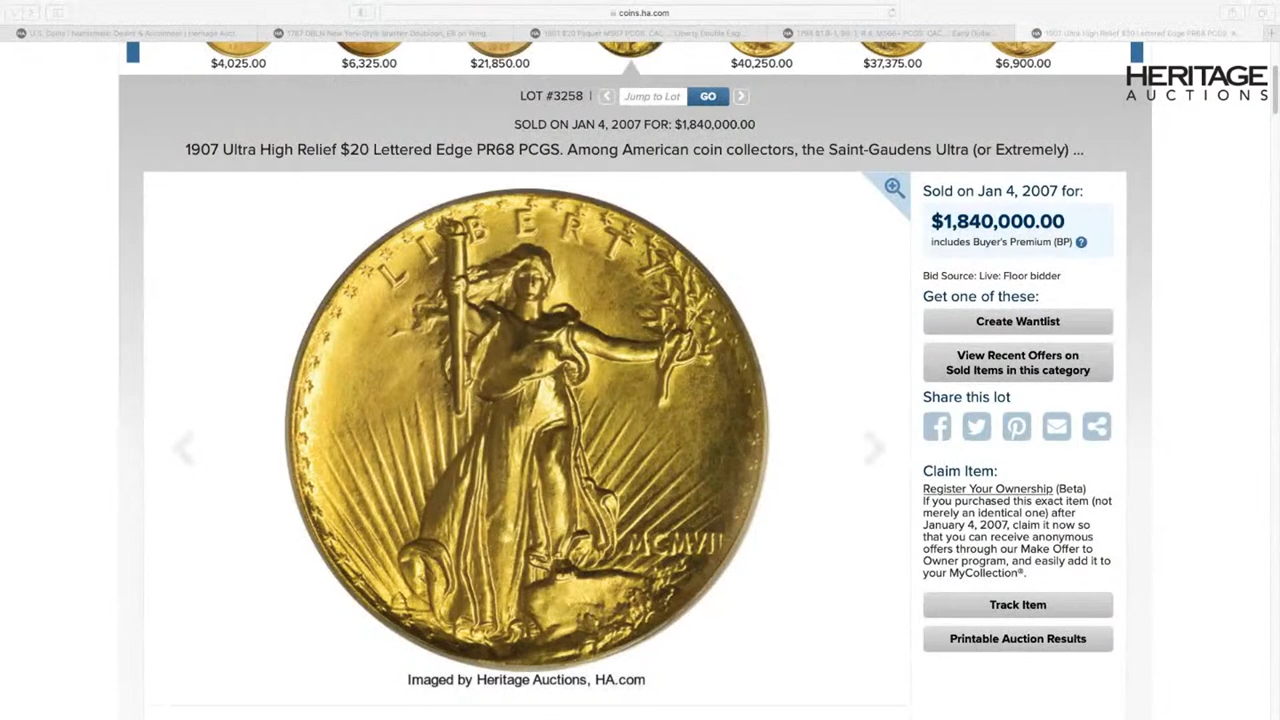 coins.ha.com
U.S. Coins | Numismatic Dealer & Auctioneer | Heritage Auct...
$4,025.00
$6,325.00
$21,850.00
$40,250.00
$37,375.00
$6,900.00
HERITAGE
AUCTIONS
LOT #3258 |
Jump to Lot
GO
SOLD ON JAN 4, 2007 FOR: $1,840,000.00
1907 Ultra High Relief $20 Lettered Edge PR68 PCGS. Among American coin collectors, the Saint-Gaudens Ultra (or Extremely) ...
LIBERTY
MCMVII
Imaged by Heritage Auctions, HA.com
Sold on Jan 4, 2007 for:
$1,840,000.00
includes Buyer's Premium (BP) ?
Bid Source: Live: Floor bidder
Get one of these:
Create Wantlist
View Recent Offers on
Sold Items in this category
Share this lot
Claim Item:
Register Your Ownership (Beta)
If you purchased this exact item (not
merely an identical one) after
January 4, 2007, claim it now so
that you can receive anonymous
offers through our Make Offer to
Owner program, and easily add it to
your MyCollection®.
Track Item
Printable Auction Results